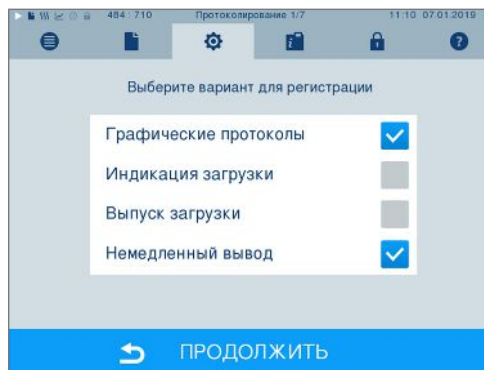 484 : 710 Протоколирование 1/7 11:10 07.01.2019
Выберите вариант для регистрации
Графические протоколы
Индикация загрузки
Выпуск загрузки
Немедленный вывод
ПРОДОЛЖИТЬ